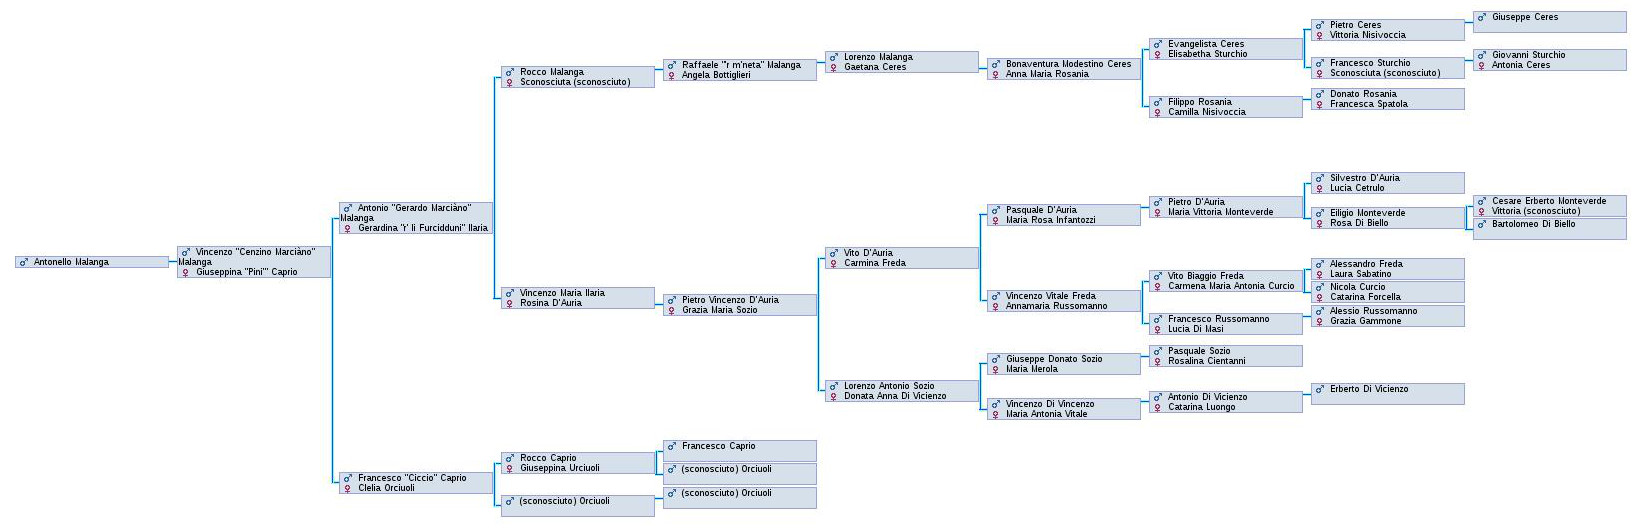 Antonello Malanga
Vincenzo "Cenzino Marciàno"
Malanga
Giuseppina "Pini'" Caprio
Antonio "Gerardo Marciàno"
Malanga
Gerardina "r' li Furcidduni" Ilaria
Francesco "Ciccio" Caprio
Clelia Orciuoli
Rocco Malanga
Sconosciuta (sconosciuto)
Vincenzo Maria Ilaria
Rosina D'Auria
Rocco Caprio
Giuseppina Urciuoli
(sconosciuto) Orciuoli
Raffaele "'r m'neta" Malanga
Angela Bottiglieri
Pietro Vincenzo D'Auria
Grazia Maria Sozio
Francesco Caprio
(sconosciuto) Orciuoli
(sconosciuto) Orciuoli
Lorenzo Malanga
Gaetana Ceres
Vito D'Auria
Carmina Freda
Lorenzo Antonio Sozio
Donata Anna Di Vicienzo
Bonaventura Modestino Ceres
Anna Maria Rosania
Pasquale D'Auria
Maria Rosa Infantozzi
Vincenzo Vitale Freda
Annamaria Russomanno
Giuseppe Donato Sozio
Maria Merola
Vincenzo Di Vincenzo
Maria Antonia Vitale
Evangelista Ceres
Elisabetha Sturchio
Filippo Rosania
Camilla Nisivoccia
Pietro D'Auria
Maria Vittoria Monteverde
Vito Biaggio Freda
Carmena Maria Antonia Curcio
Francesco Russomanno
Lucia Di Masi
Pasquale Sozio
Rosalina Cientanni
Antonio Di Vicienzo
Catarina Luongo
Pietro Ceres
Vittoria Nisivoccia
Francesco Sturchio
Sconosciuta (sconosciuto)
Donato Rosania
Francesca Spatola
Silvestro D'Auria
Lucia Cetrulo
Eiligio Monteverde
Rosa Di Biello
Alessandro Freda
Laura Sabatino
Nicola Curcio
Catarina Forcella
Alessio Russomanno
Grazia Gammone
Erberto Di Vicienzo
Giuseppe Ceres
Giovanni Sturchio
Antonia Ceres
Cesare Erberto Monteverde
Vittoria (sconosciuto)
Bartolomeo Di Biello